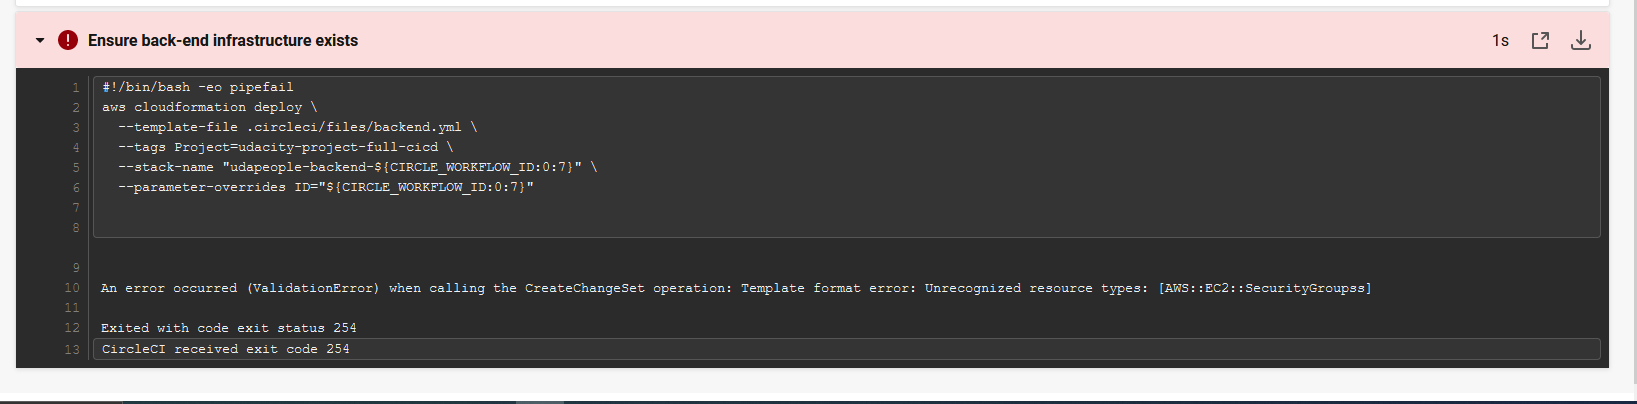 Ensure back-end infrastructure exists
1s
1 #!/bin/bash -eo pipefail
2 aws cloudformation deploy \
3 --template-file .circleci/files/backend.yml \
4 --tags Project=udacity-project-full-cicd \
5 --stack-name "udapeople-backend-${CIRCLE_WORKFLOW_ID:0:7}" \
6 --parameter-overrides ID="${CIRCLE_WORKFLOW_ID:0:7}"
7
8
9
10 An error occurred (ValidationError) when calling the CreateChangeSet operation: Template format error: Unrecognized resource types: [AWS::EC2::SecurityGroupss]
11
12 Exited with code exit status 254
13 CircleCI received exit code 254